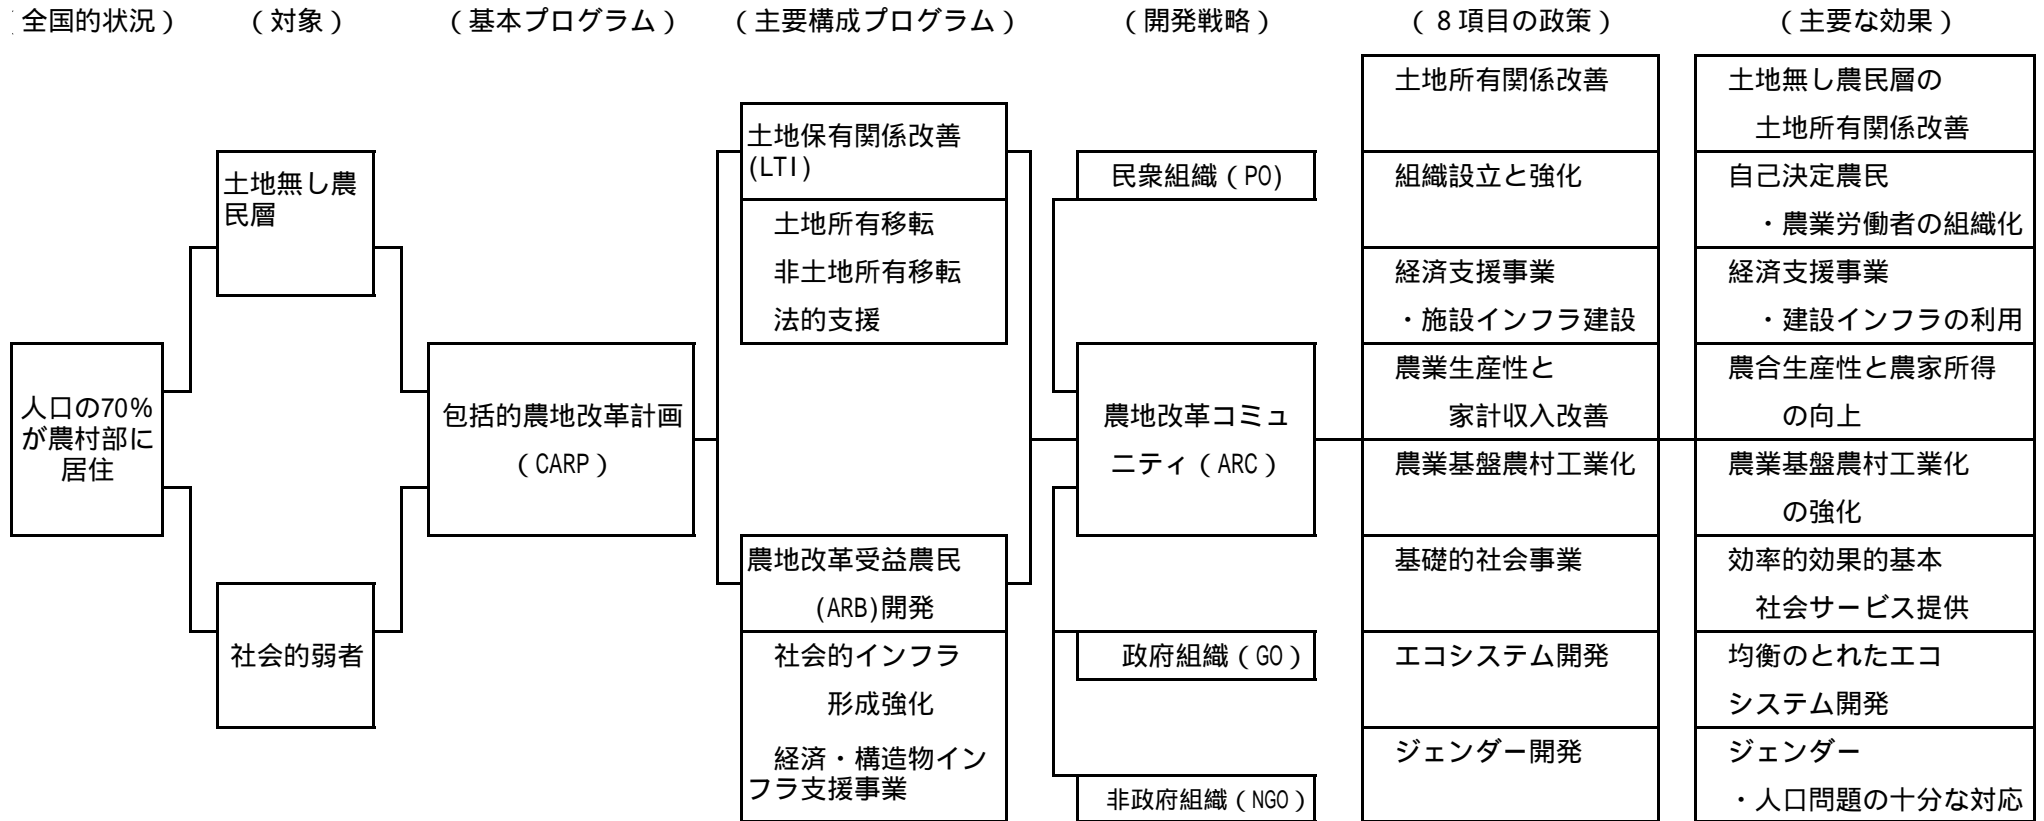 全国的状況）
（対象）
（基本プログラム）
（主要構成プログラム）
（開発戦略）
（８項目の政策）
（主要な効果）
人口の70％
が農村部に
居住
土地無し農
民層
社会的弱者
包括的農地改革計画
（CARP）
土地保有関係改善
(LTI)
土地所有移転
非土地所有移転
法的支援
農地改革受益農民
(ARB)開発
社会的インフラ
形成強化
経済・構造物イン
フラ支援事業
民衆組織（PO)
農地改革コミュ
ニティ（ARC）
政府組織（GO）
非政府組織（NGO）
土地所有関係改善
組織設立と強化
経済支援事業
・施設インフラ建設
農業生産性と
家計収入改善
農業基盤農村工業化
基礎的社会事業
エコシステム開発
ジェンダー開発
土地無し農民層の
土地所有関係改善
自己決定農民
・農業労働者の組織化
経済支援事業
・建設インフラの利用
農合生産性と農家所得
の向上
農業基盤農村工業化
の強化
効率的効果的基本
社会サービス提供
均衡のとれたエコ
システム開発
ジェンダー
・人口問題の十分な対応